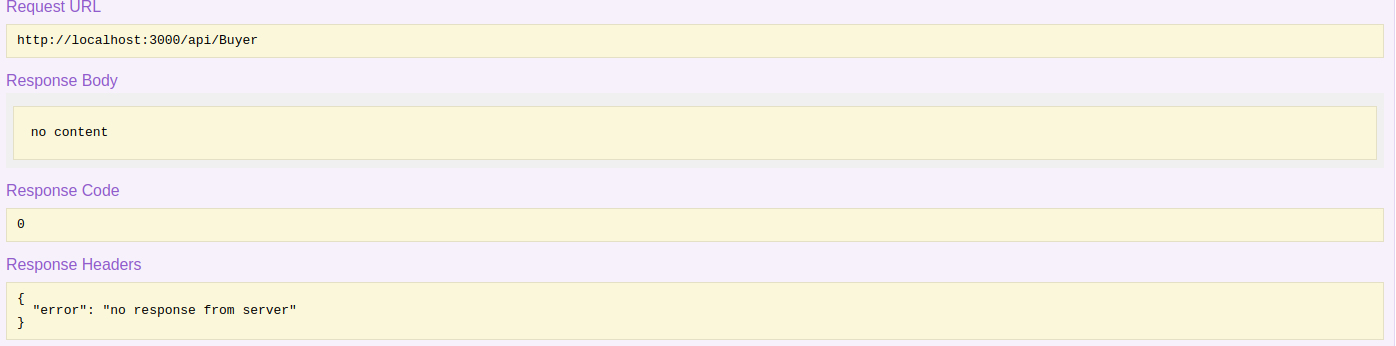 Request URL
http://localhost:3000/api/Buyer
Response Body
no content
Response Code
0
Response Headers
{
  "error": "no response from server"
}